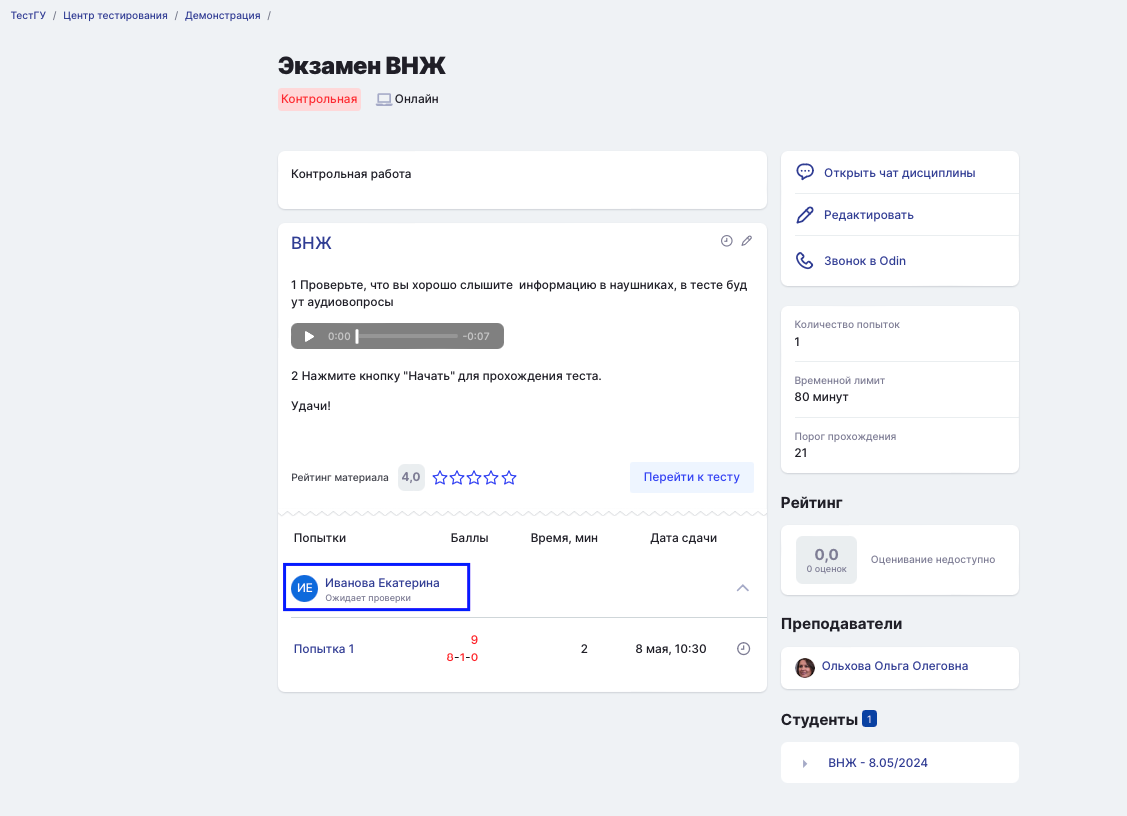 ТестГУ / Центр тестирования / Демонстрация /
Экзамен ВНЖ
Контрольная Онлайн
Контрольная работа
ВНЖ
1 Проверьте, что вы хорошо слышите информацию в наушниках, в тесте буд
ут аудиовопросы
0:00 -0:07
2 Нажмите кнопку "Начать" для прохождения теста.
Удачи!
Рейтинг материала 4,0 Перейти к тесту
Попытки Баллы Время, мин Дата сдачи
ИЕ Иванова Екатерина
Ожидает проверки
Попытка 1 9 2 8 мая, 10:30
8-1-0
Открыть чат дисциплины
Редактировать
Звонок в Odin
Количество попыток
1
Временной лимит
80 минут
Порог прохождения
21
Рейтинг
0,0
0 оценок
Оценивание недоступно
Преподаватели
Ольхова Ольга Олеговна
Студенты 1
ВНЖ - 8.05/2024